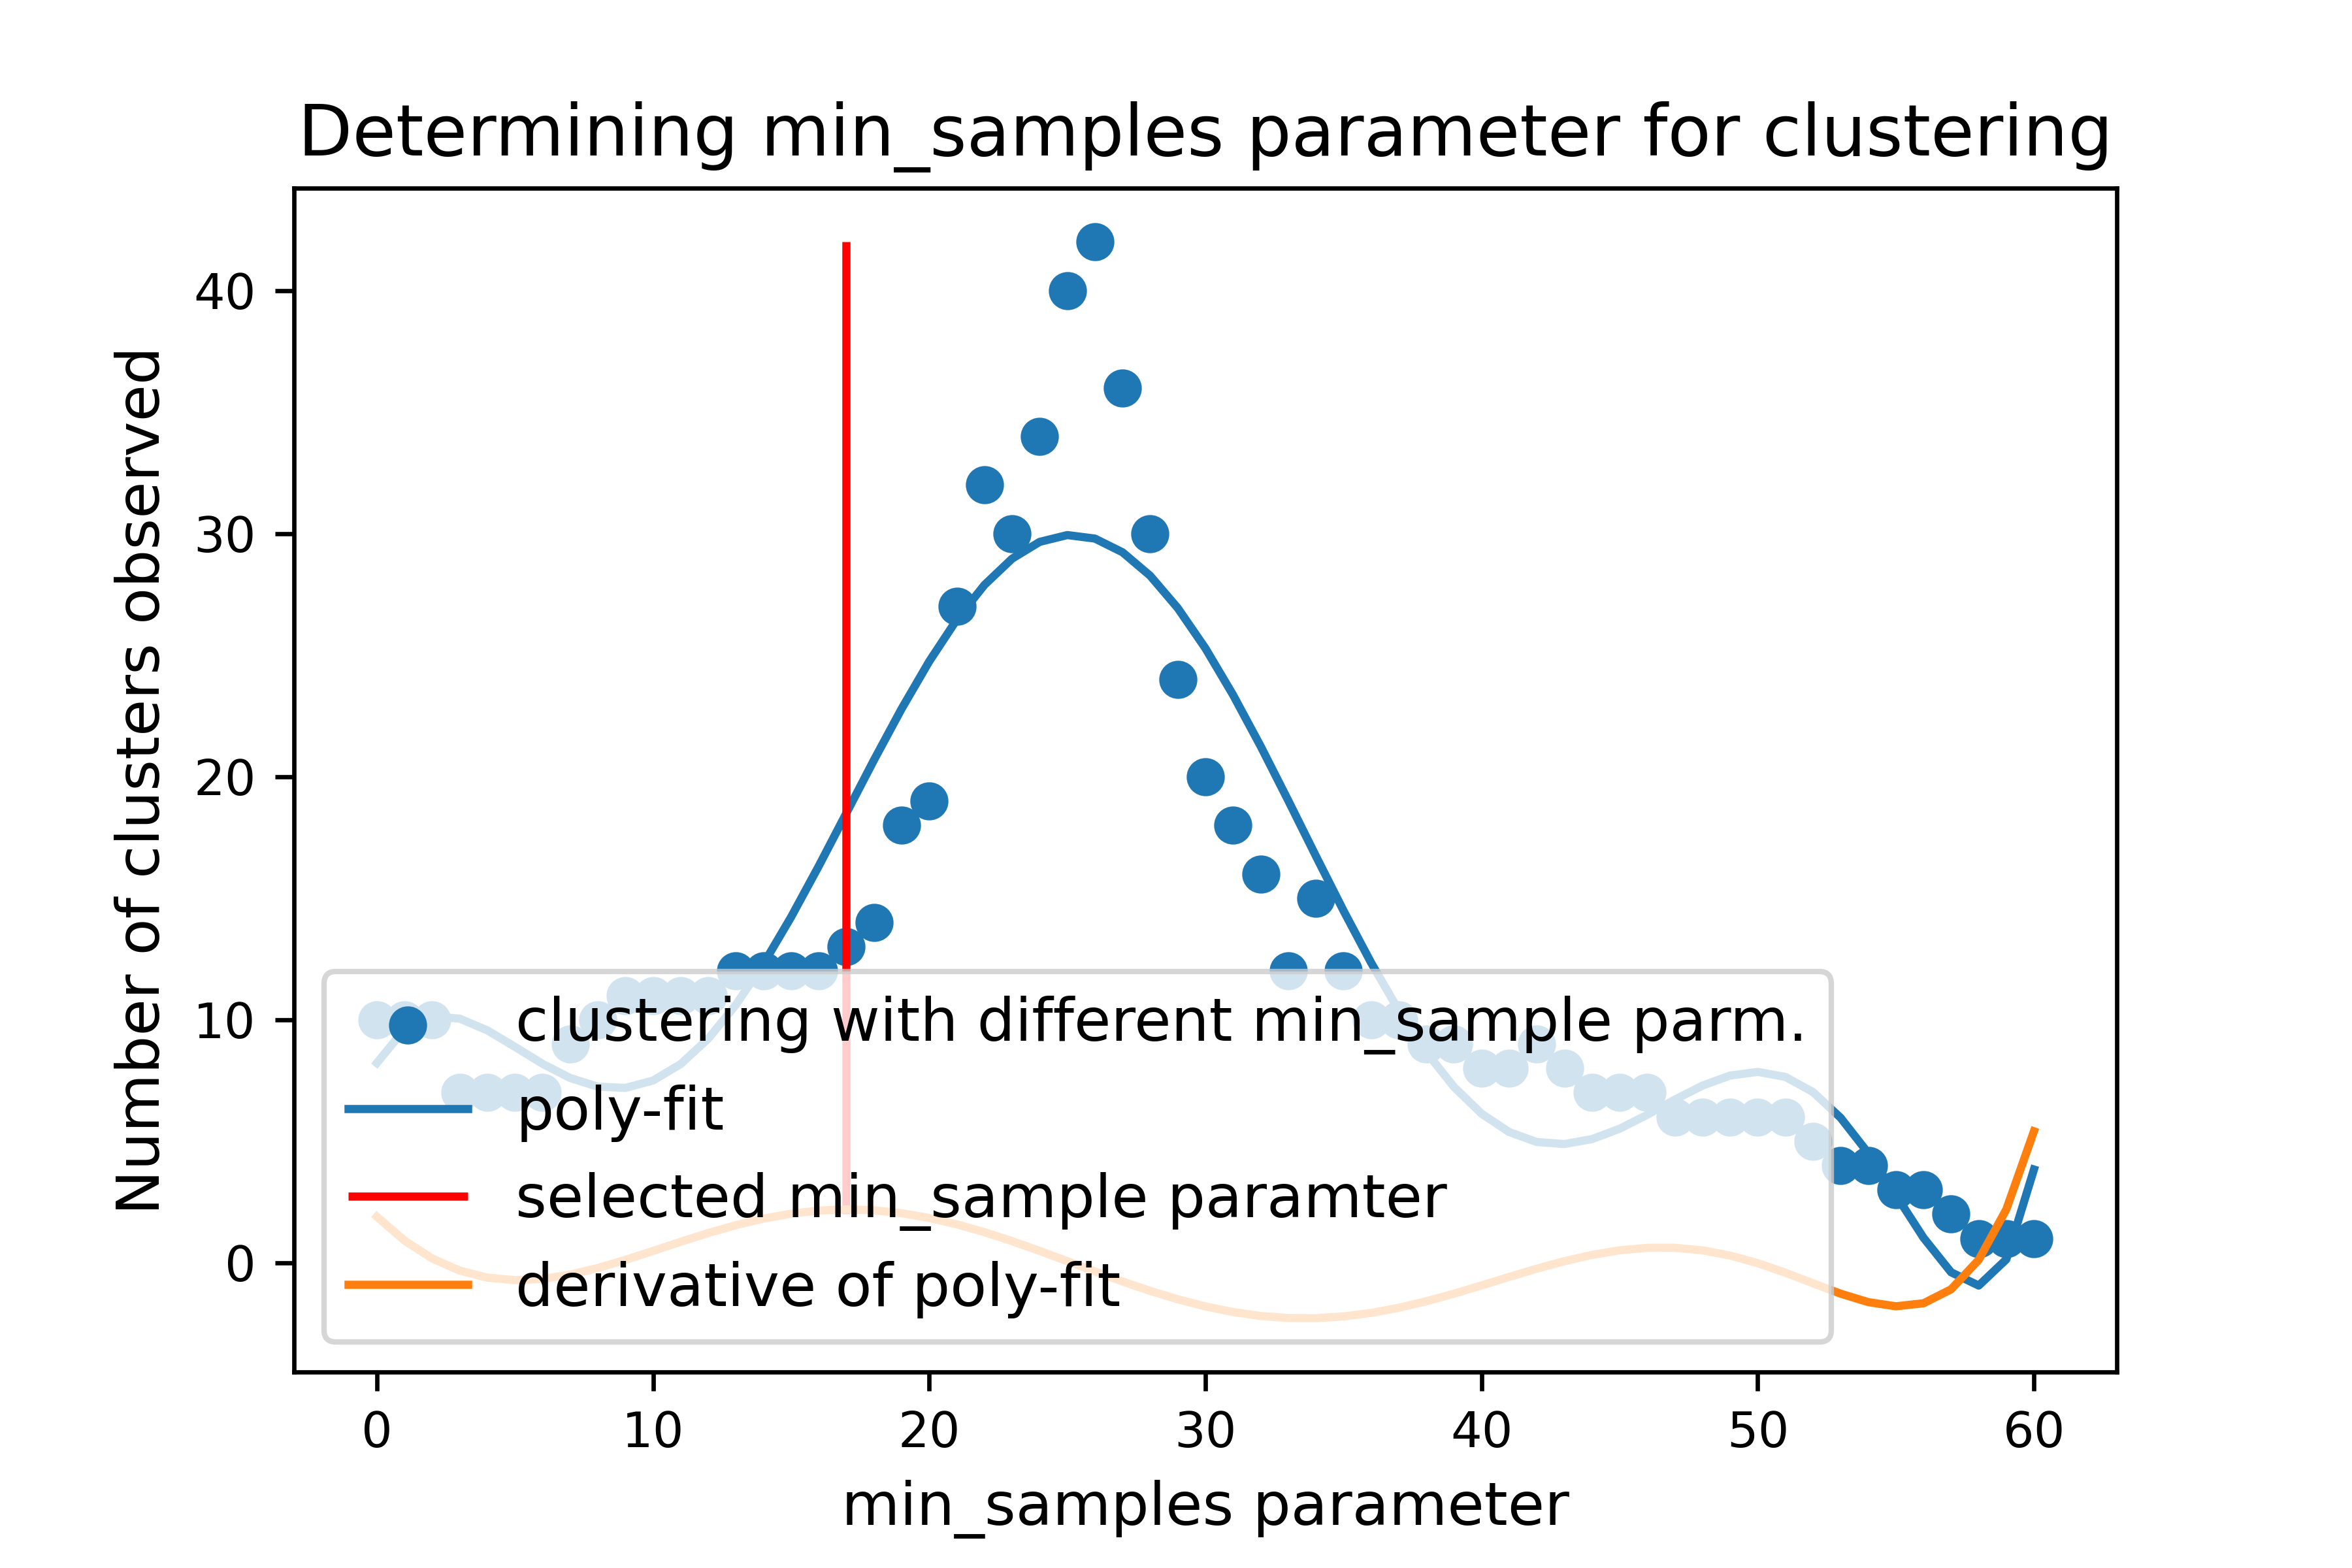 Determining min_samples parameter for clustering
Number of clusters observed
40
30
20
10
0
clustering with different min_sample parm.
poly-fit
selected min_sample paramter
derivative of poly-fit
0 10 20 30 40 50 60
min_samples parameter